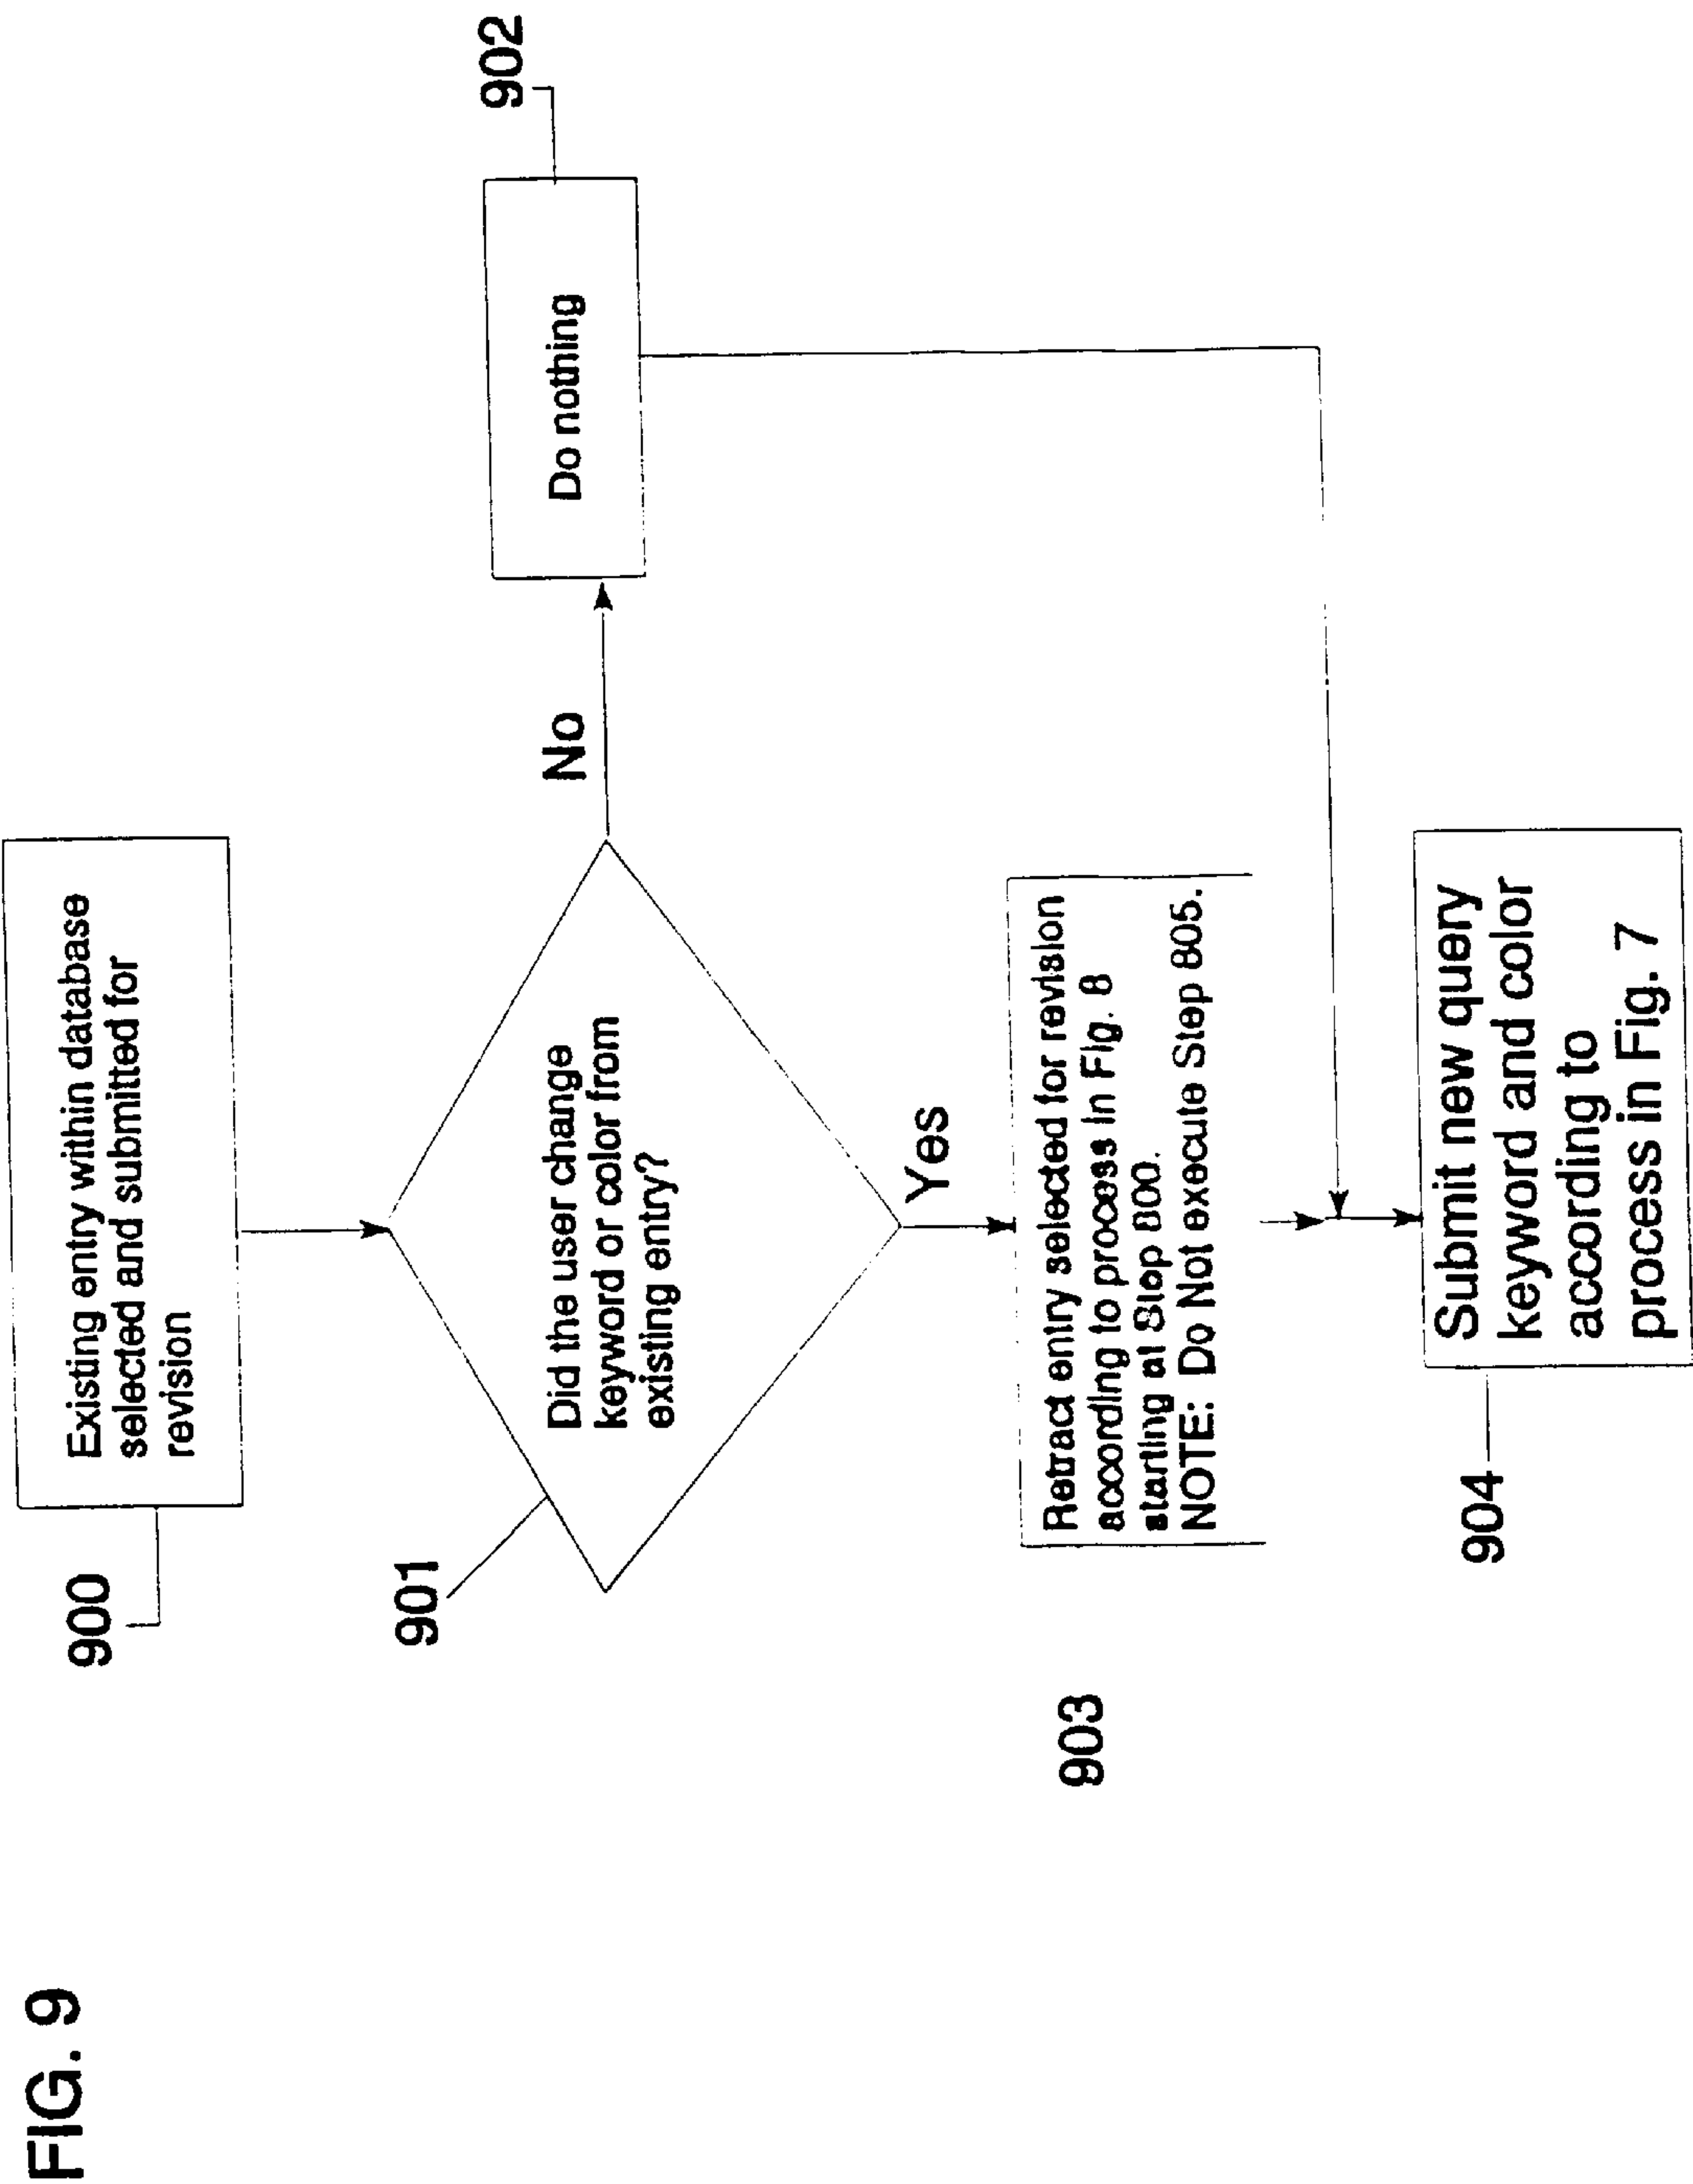 FIG. 9
900
Existing entry within database
selected and submitted for
revision
901
Did the user change
keyword or color from
existing entry?
No
902
Do nothing
Yes
903
Retract entry selected for revision
according to process in Fig. 8
starting at Step 800.
NOTE: Do Not execute Step 805.
904
Submit new query
keyword and color
according to
process in Fig. 7